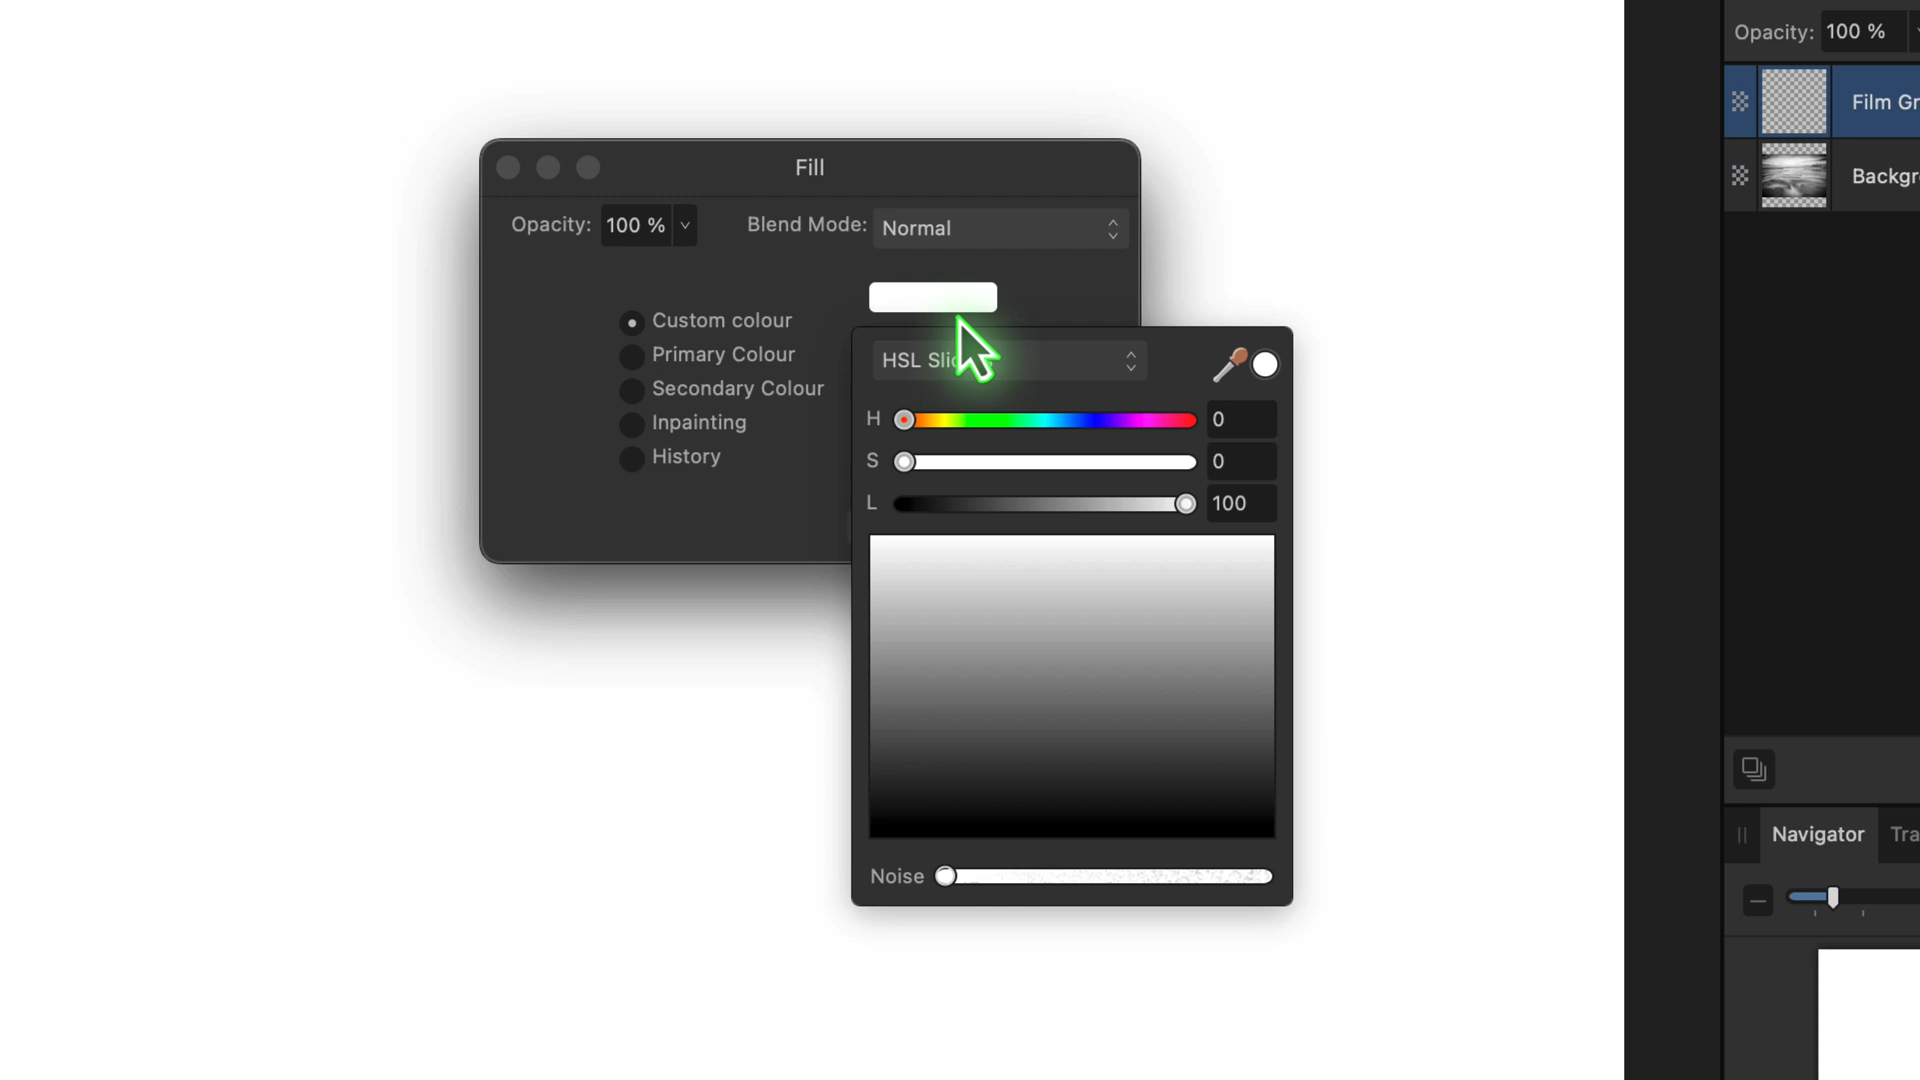 Opacity: 100 %
Film Gr
Backgr
Fill
Opacity: 100 %
Blend Mode: Normal
Custom colour
Primary Colour
Secondary Colour
Inpainting
History
HSL Sli
H 0
S 0
L 100
Noise
Navigator Tra